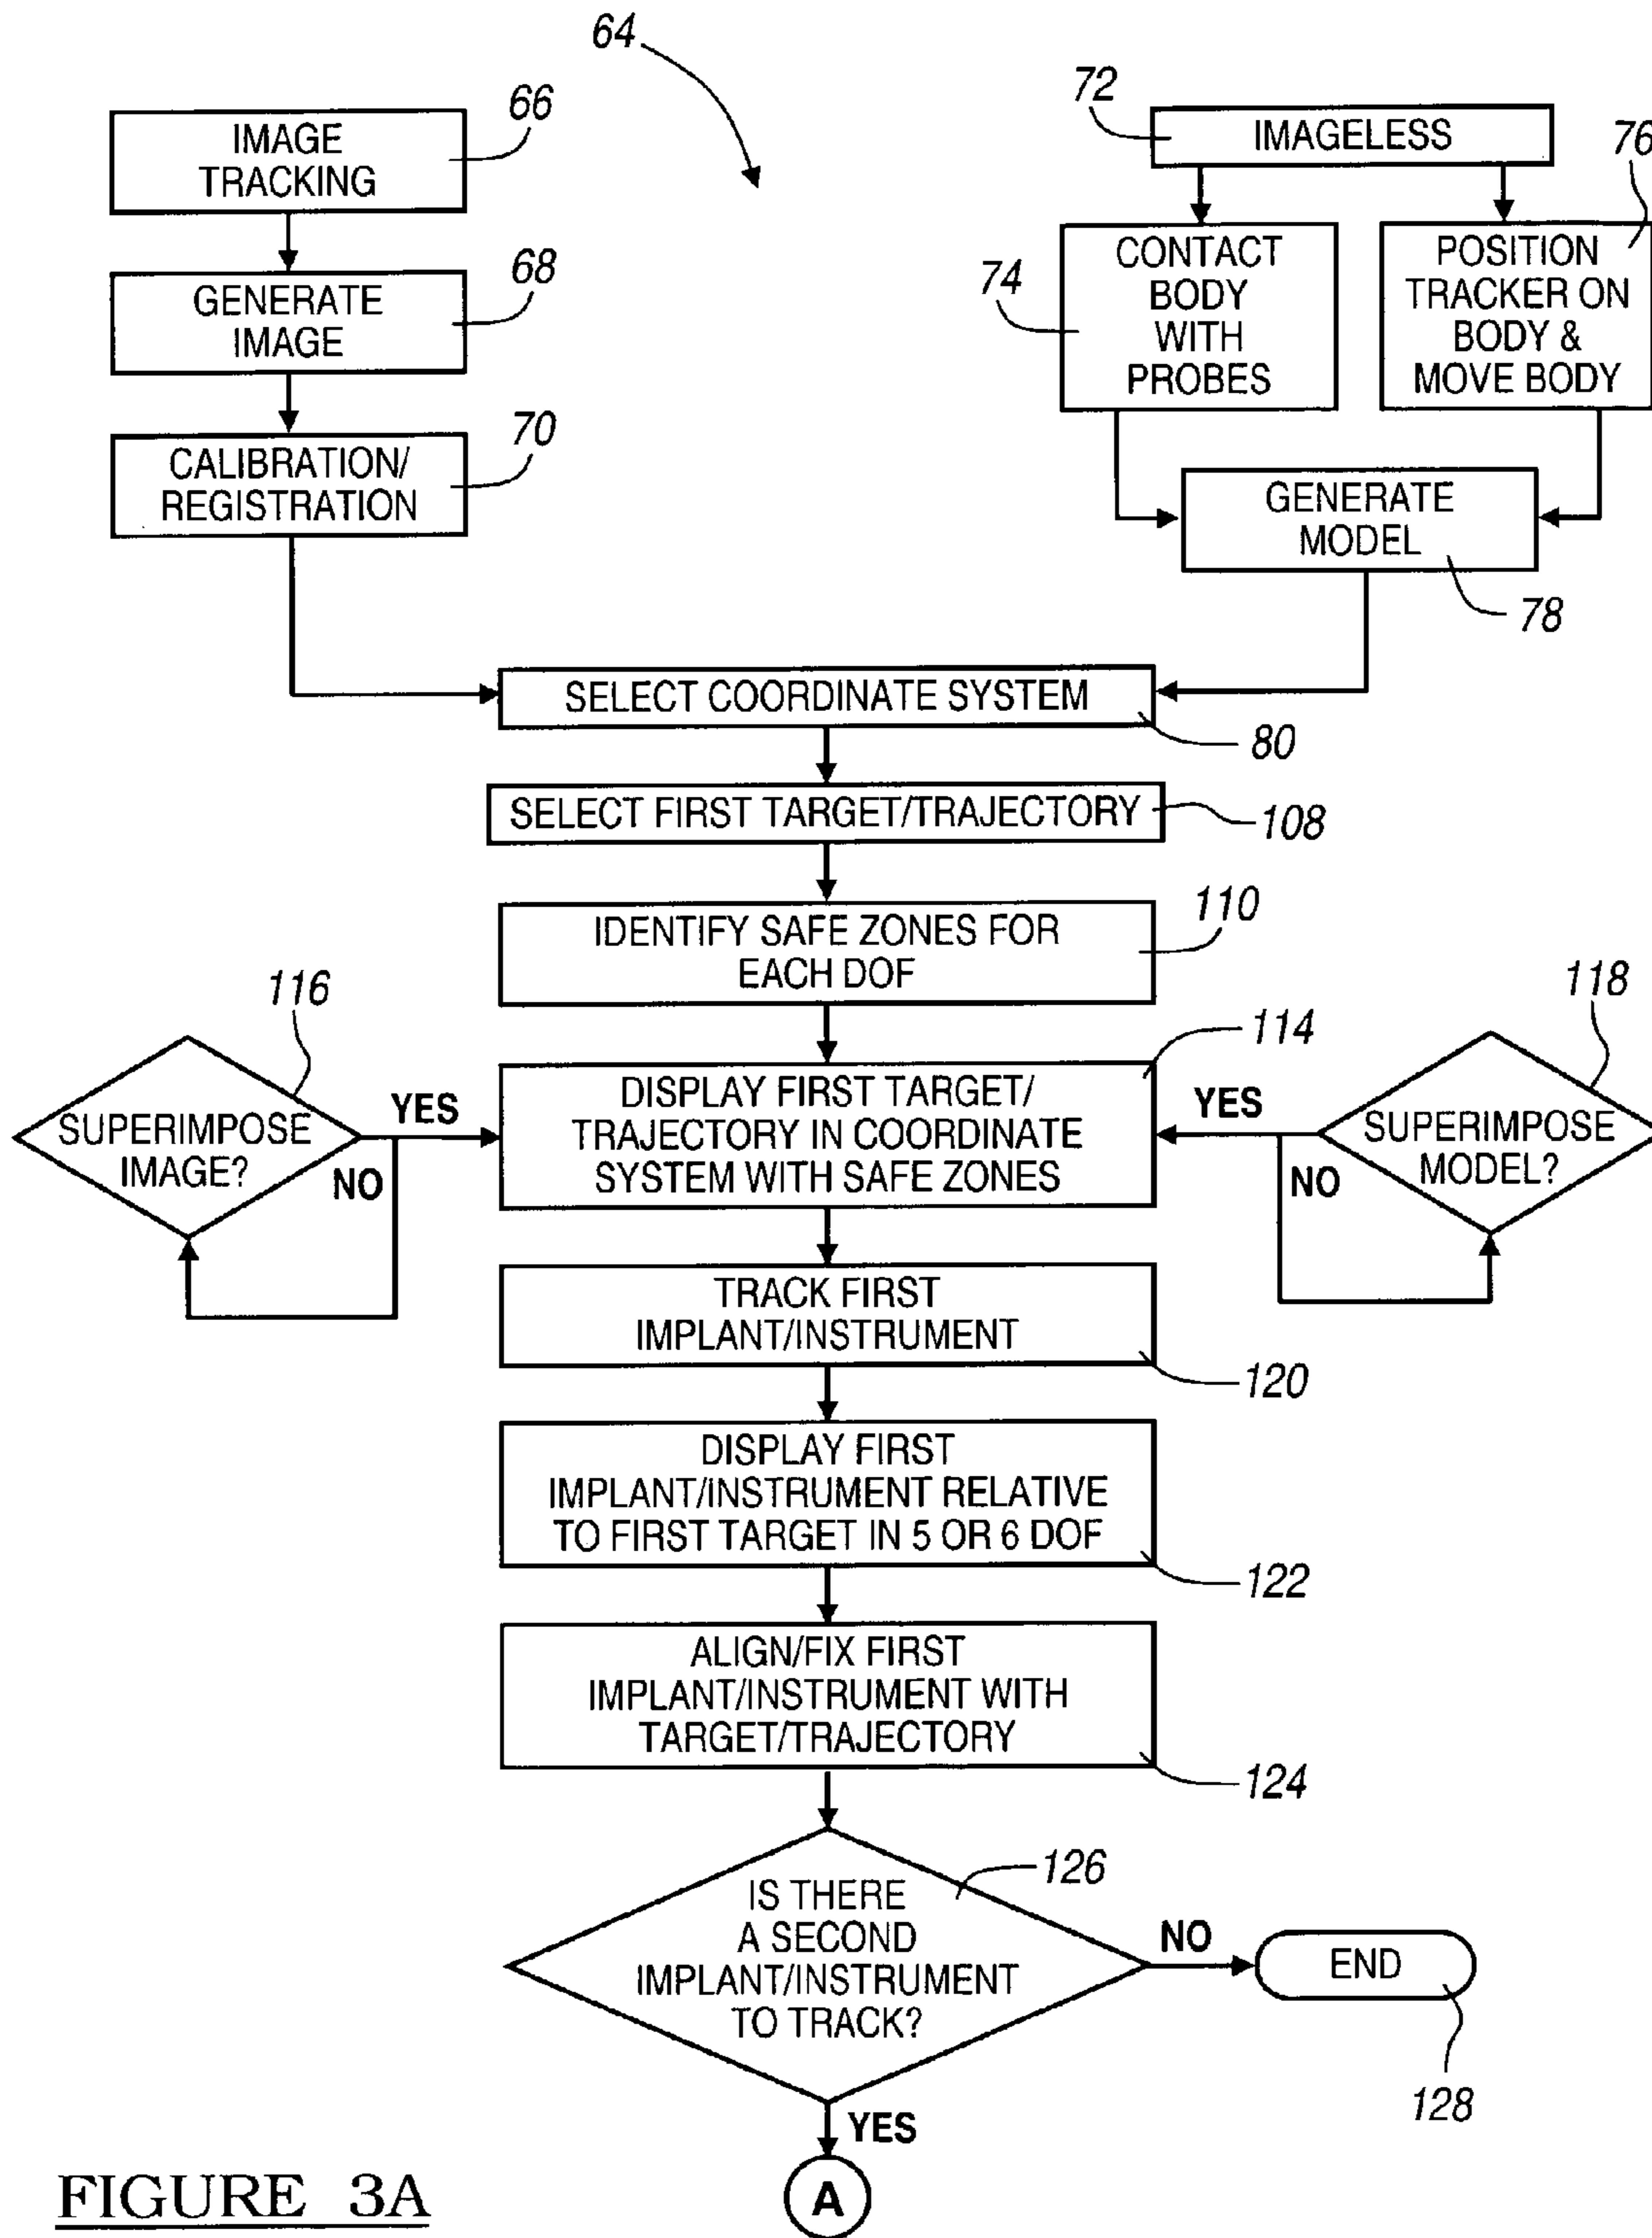 64
66
IMAGE
TRACKING
72
IMAGELESS
76
68
GENERATE
IMAGE
74
CONTACT
BODY
WITH
PROBES
POSITION
TRACKER ON
BODY &
MOVE BODY
70
CALIBRATION/
REGISTRATION
GENERATE
MODEL
78
SELECT COORDINATE SYSTEM
80
SELECT FIRST TARGET/TRAJECTORY
108
IDENTIFY SAFE ZONES FOR
EACH DOF
110
116
SUPERIMPOSE
IMAGE?
YES
NO
114
DISPLAY FIRST TARGET/
TRAJECTORY IN COORDINATE
SYSTEM WITH SAFE ZONES
118
YES
NO
SUPERIMPOSE
MODEL?
TRACK FIRST
IMPLANT/INSTRUMENT
120
DISPLAY FIRST
IMPLANT/INSTRUMENT RELATIVE
TO FIRST TARGET IN 5 OR 6 DOF
122
ALIGN/FIX FIRST
IMPLANT/INSTRUMENT WITH
TARGET/TRAJECTORY
124
126
IS THERE
A SECOND
IMPLANT/INSTRUMENT
TO TRACK?
NO
END
128
YES
A
FIGURE 3A